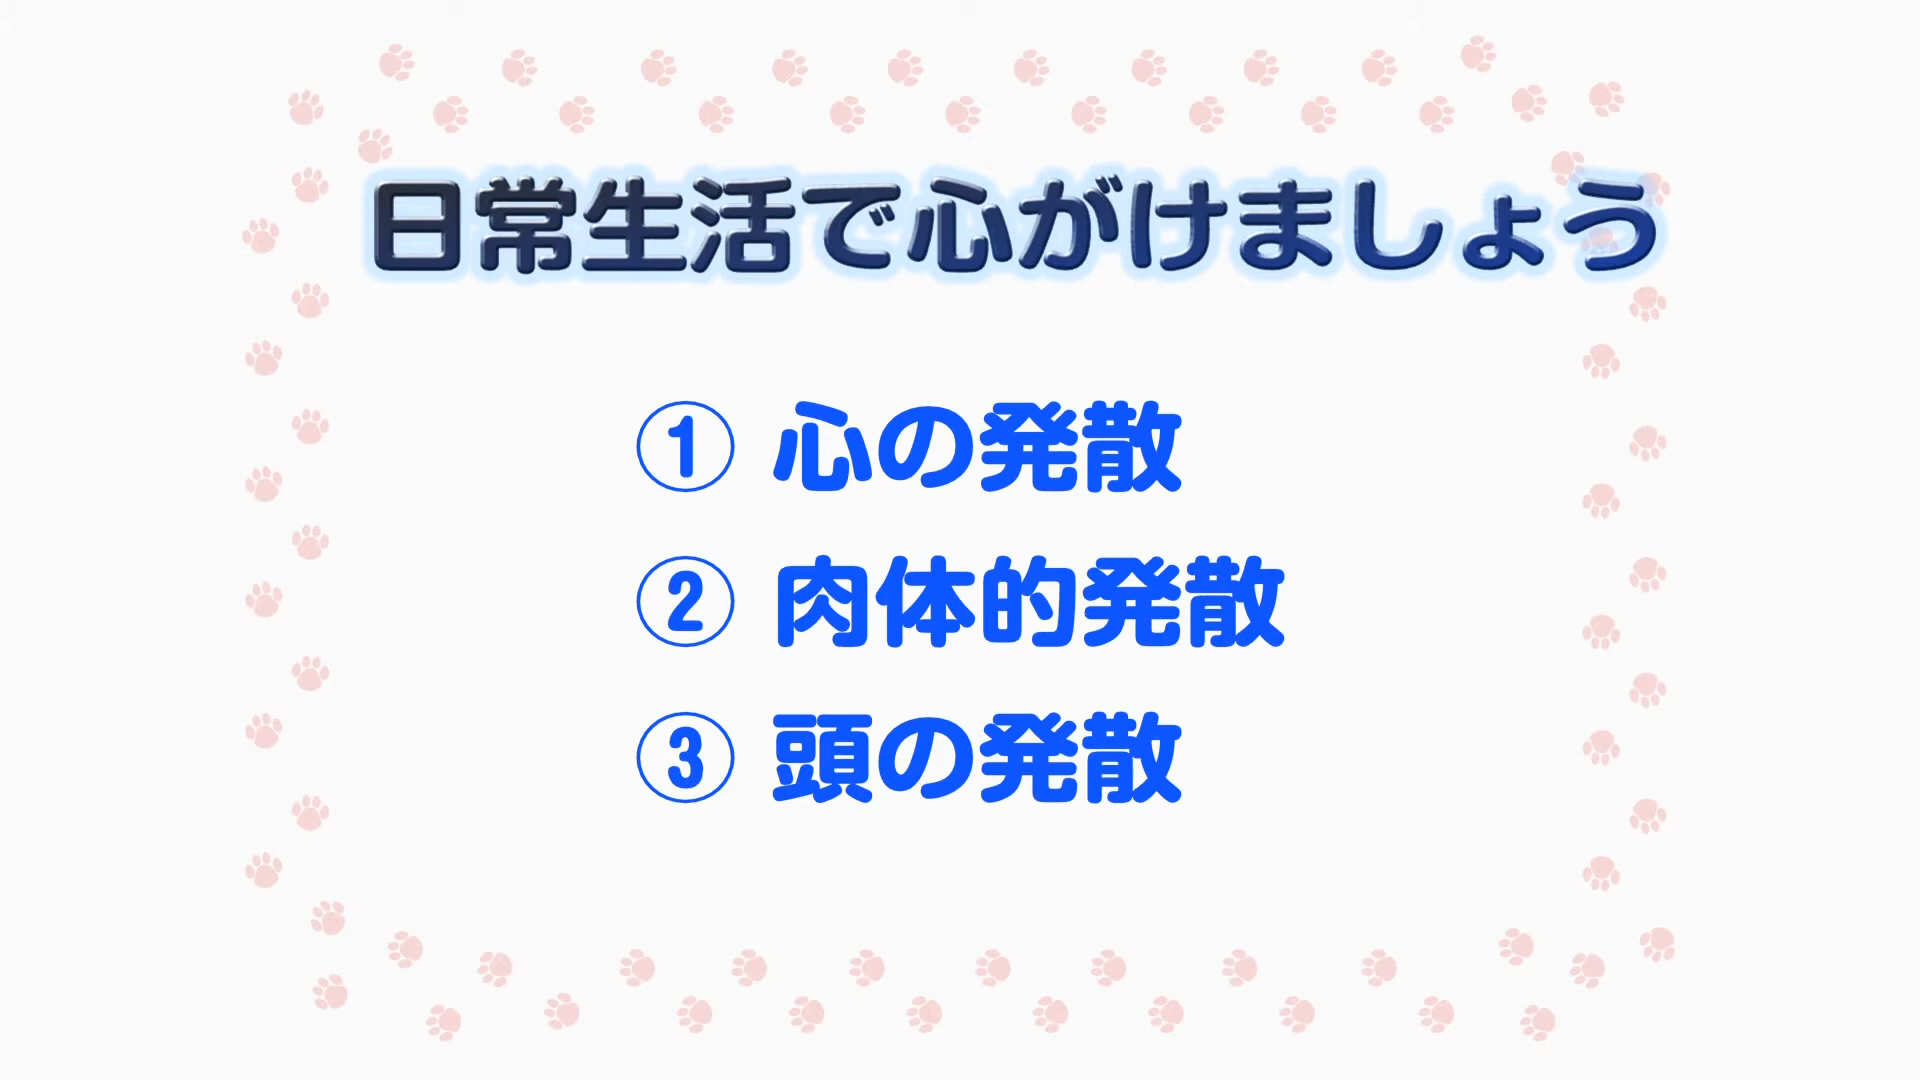 日常生活で心がけましょう
① 心の発散
② 肉体的発散
③ 頭の発散